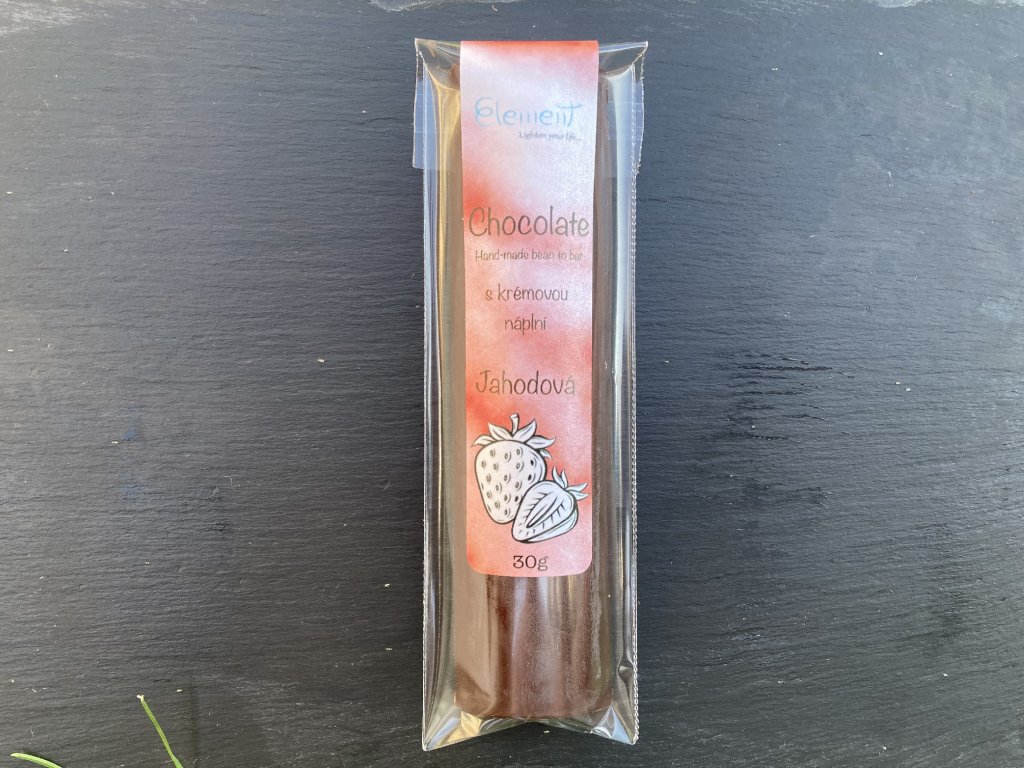 Element
Lighten your life...
Chocolate
Hand-made bean to bar
s krémovou
náplní
Jahodová
30g